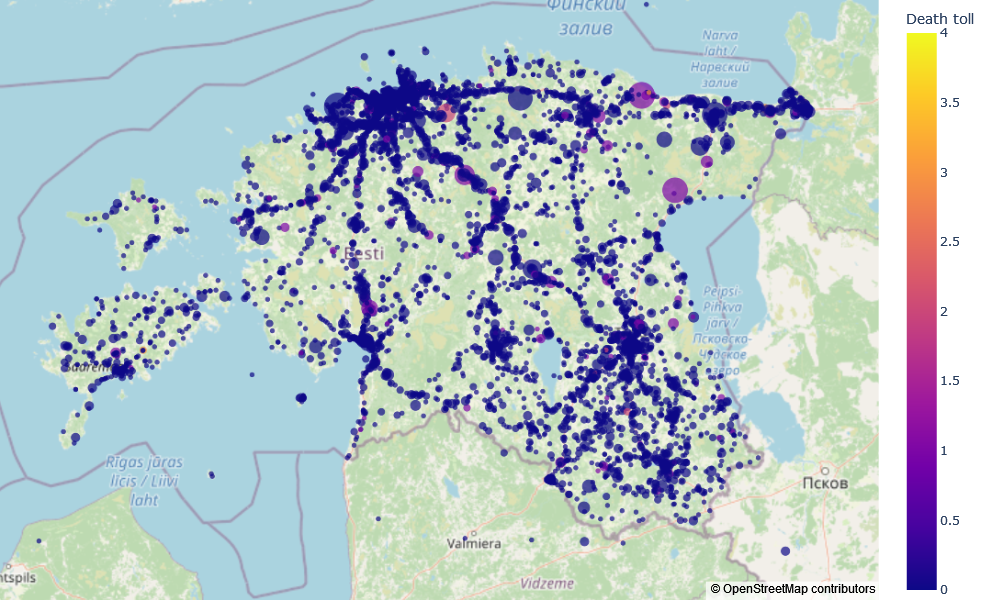 Финский
залив
Death toll
4
Narva
laht /
Нарвский
залив
3.5
3
2.5
Eesti
Peipsi-
Pihkva
järv /
Псковско-
Чудское
озеро
2
1.5
1
Rīgas jūras
līcis / Liivi
laht
Псков
0.5
Valmiera
ntspils
Vidzeme
© OpenStreetMap contributors
0